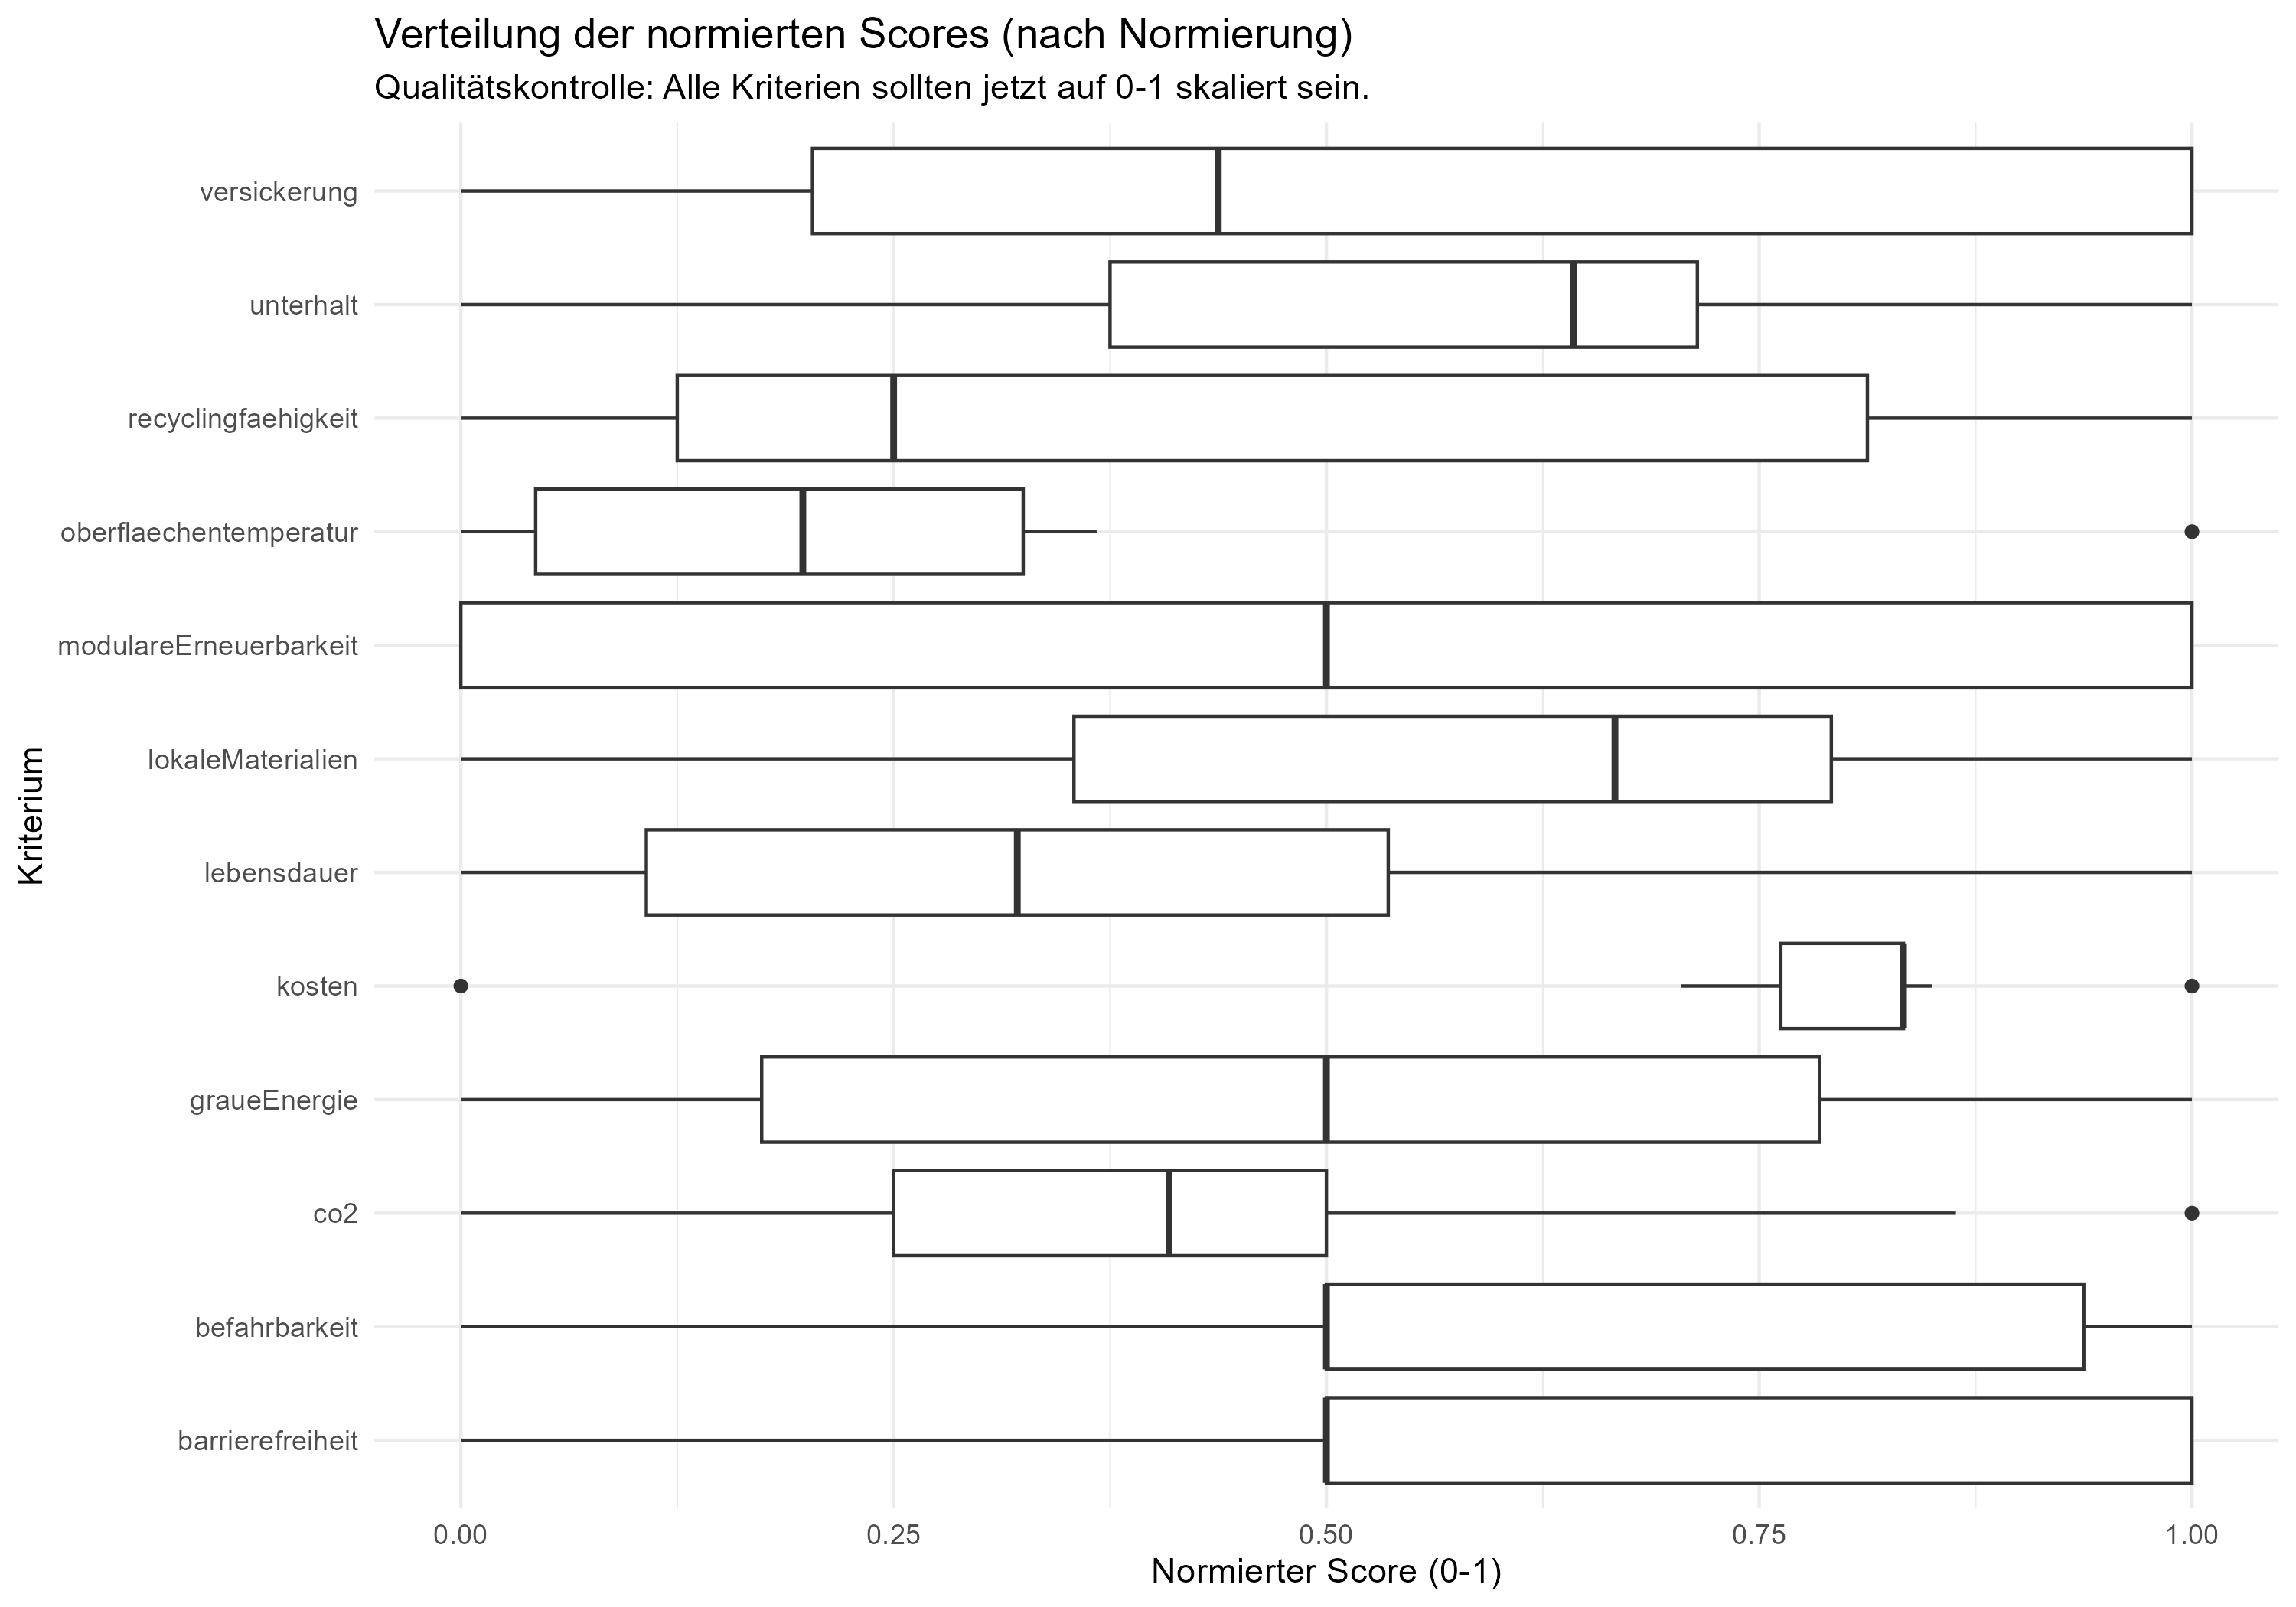 Verteilung der normierten Scores (nach Normierung)
Qualitätskontrolle: Alle Kriterien sollten jetzt auf 0-1 skaliert sein.
Kriterium
versickerung
unterhalt
recyclingfaehigkeit
oberflaechentemperatur
modulareErneuerbarkeit
lokaleMaterialien
lebensdauer
kosten
graueEnergie
co2
befahrbarkeit
barrierefreiheit
0.00 0.25 0.50 0.75 1.00
Normierter Score (0-1)